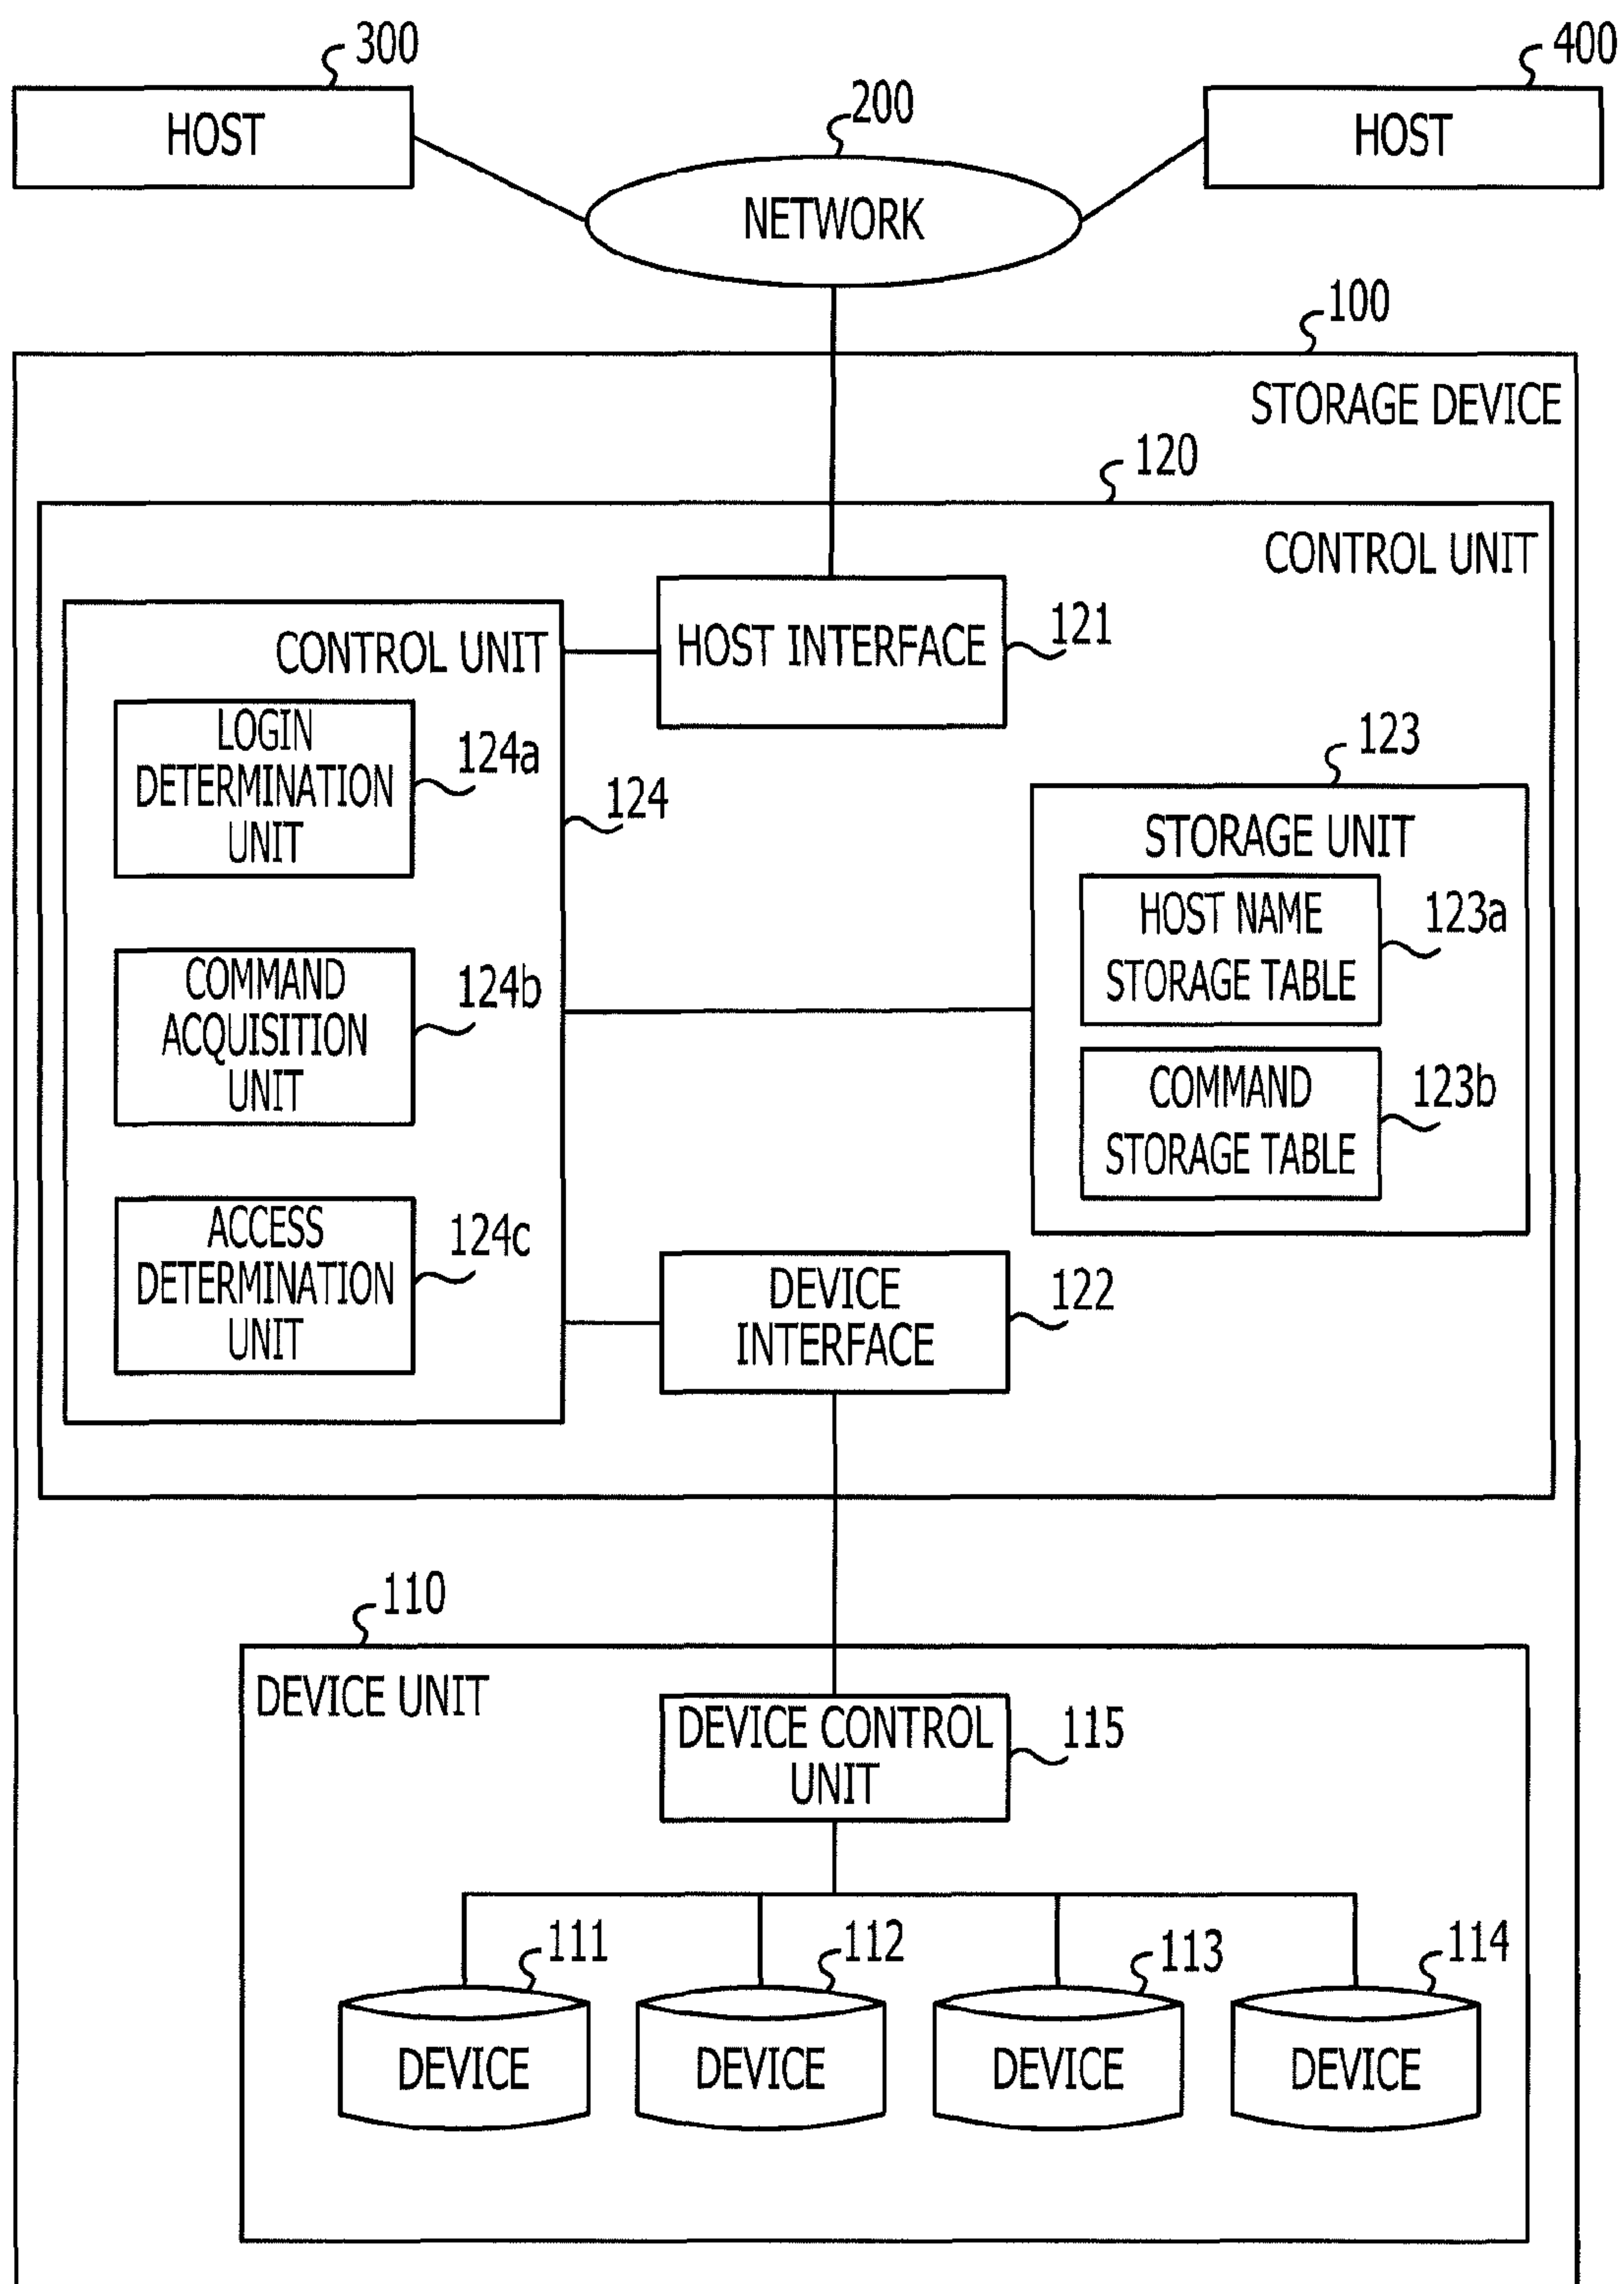 300
400
HOST
200
HOST
NETWORK
100
STORAGE DEVICE
120
CONTROL UNIT
CONTROL UNIT
HOST INTERFACE
121
LOGIN
DETERMINATION
UNIT
124a
124
123
STORAGE UNIT
HOST NAME
STORAGE TABLE
123a
COMMAND
ACQUISITION
UNIT
124b
COMMAND
STORAGE TABLE
123b
ACCESS
DETERMINATION
UNIT
124c
DEVICE
INTERFACE
122
110
DEVICE UNIT
DEVICE CONTROL
UNIT
115
111
112
113
114
DEVICE
DEVICE
DEVICE
DEVICE